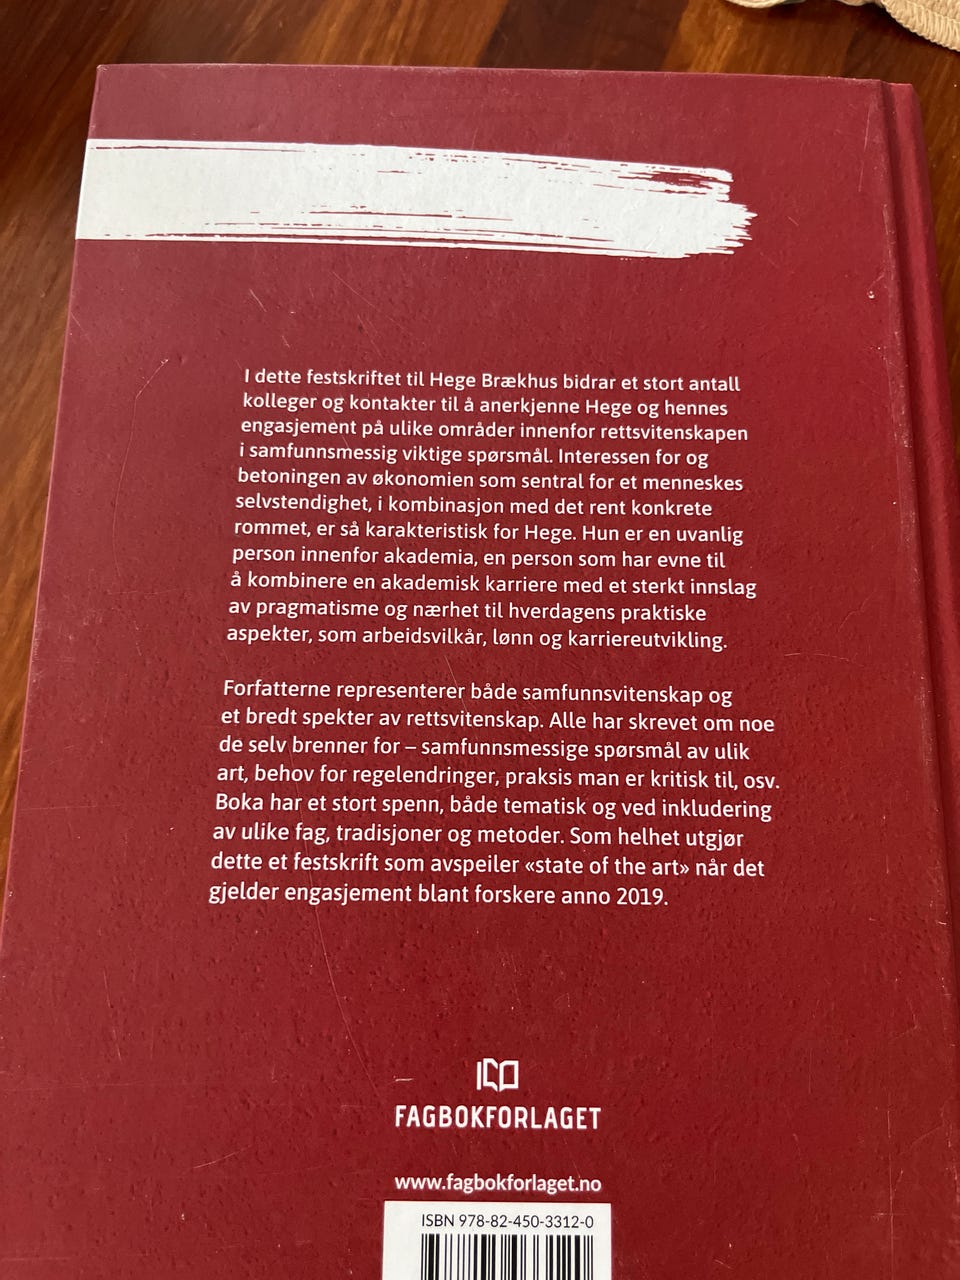 I dette festskriftet til Hege Brækhus bidrar et stort antall
kolleger og kontakter til å anerkjenne Hege og hennes
engasjement på ulike områder innenfor rettsvitenskapen
i samfunnsmessig viktige spørsmål. Interessen for og
betoningen av økonomien som sentral for et menneskes
selvstendighet, i kombinasjon med det rent konkrete
rommet, er så karakteristisk for Hege. Hun er en uvanlig
person innenfor akademia, en person som har evne til
å kombinere en akademisk karriere med et sterkt innslag
av pragmatisme og nærhet til hverdagens praktiske
aspekter, som arbeidsvilkår, lønn og karriereutvikling.
Forfatterne representerer både samfunnsvitenskap og
et bredt spekter av rettsvitenskap. Alle har skrevet om noe
de selv brenner for – samfunnsmessige spørsmål av ulik
art, behov for regelendringer, praksis man er kritisk til, osv.
Boka har et stort spenn, både tematisk og ved inkludering
av ulike fag, tradisjoner og metoder. Som helhet utgjør
dette et festskrift som avspeiler «state of the art» når det
gjelder engasjement blant forskere anno 2019.
FAGBOKFORLAGET
www.fagbokforlaget.no
ISBN 978-82-450-3312-0